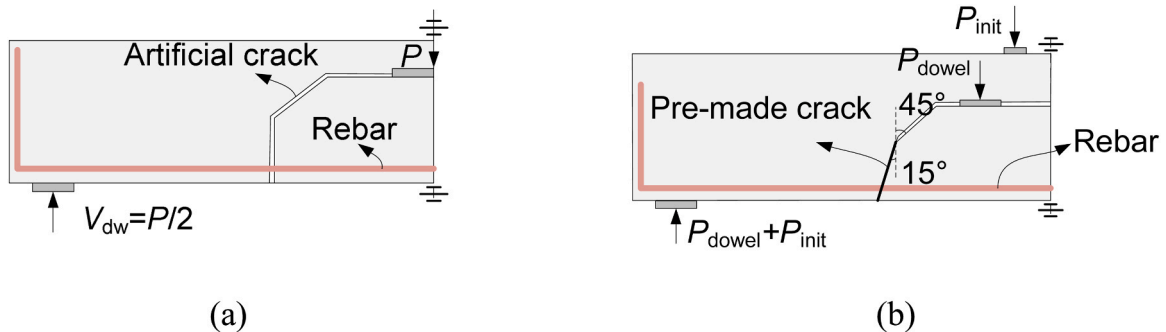 Artificial crack
P
Rebar
V_dw=P/2
(a)
P_init
P_dowel
45°
Pre-made crack
15°
Rebar
P_dowel+P_init
(b)